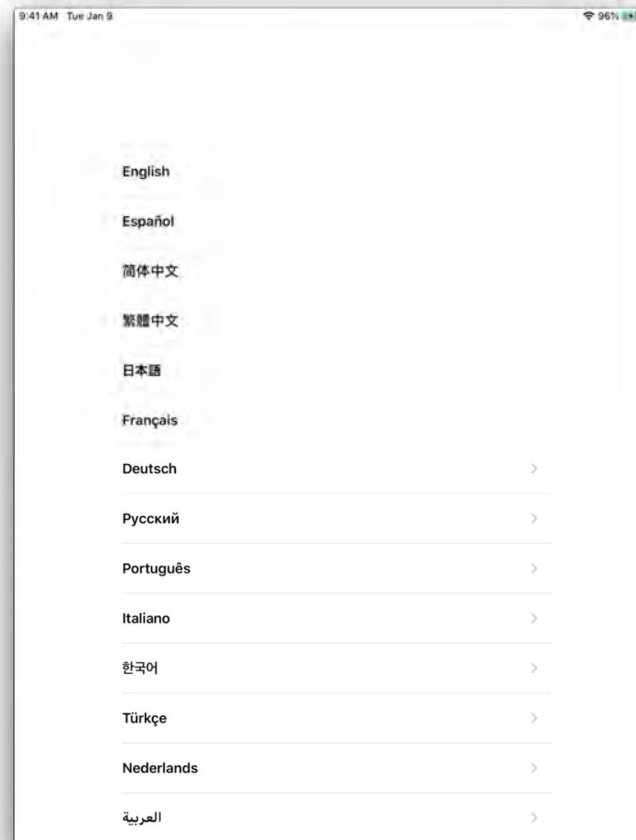 9:41 AM Tue Jan 9
96%
English
Español
简体中文
繁體中文
日本語
Français
Deutsch
Русский
Português
Italiano
한국어
Türkçe
Nederlands
العربية